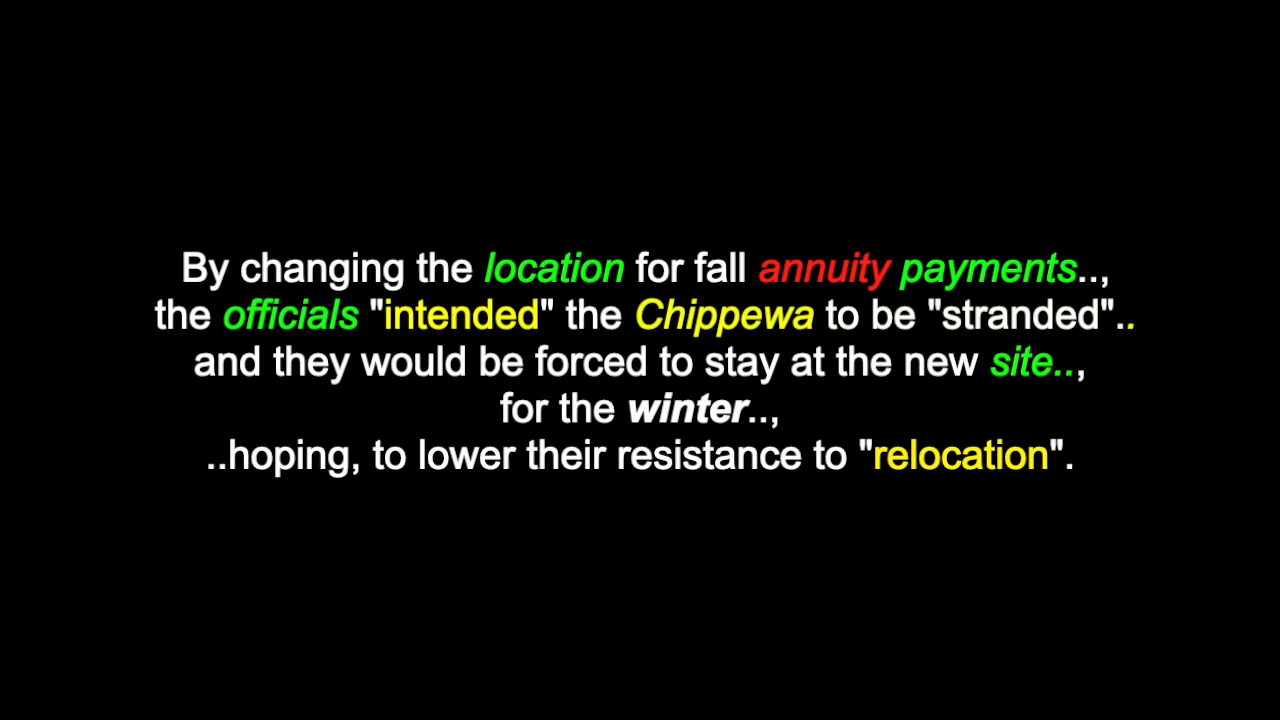 By changing the location for fall annuity payments..,
the officials "intended" the Chippewa to be "stranded"..
and they would be forced to stay at the new site..,
for the winter..,
..hoping, to lower their resistance to "relocation".